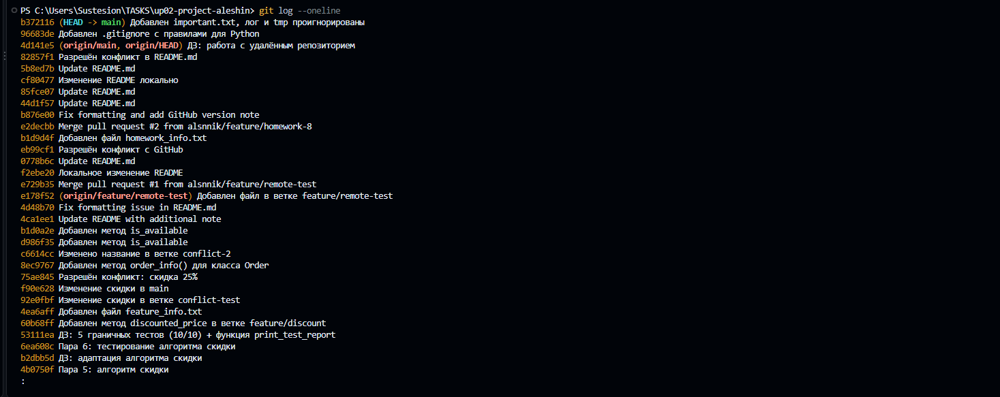 PS C:\Users\Sustesion\TASKS\up02-project-aleshin> git log --oneline
b372116 (HEAD -> main) Добавлен important.txt, лог и tmp проигнорированы
96683de Добавлен .gitignore с правилами для Python
4d141e5 (origin/main, origin/HEAD) ДЗ: работа с удалённым репозиторием
82857f1 Разрешён конфликт в README.md
5b8ed7b Update README.md
cf80477 Изменение README локально
85fce07 Update README.md
44d1f57 Update README.md
b876e00 Fix formatting and add GitHub version note
e2decbb Merge pull request #2 from alsnnik/feature/homework-8
b1d9d4f Добавлен файл homework_info.txt
eb99cf1 Разрешён конфликт с GitHub
0778b6c Update README.md
f2ebe20 Локальное изменение README
e729b35 Merge pull request #1 from alsnnik/feature/remote-test
e178f52 (origin/feature/remote-test) Добавлен файл в ветке feature/remote-test
4d48b70 Fix formatting issue in README.md
4ca1ee1 Update README with additional note
b1d0a2e Добавлен метод is_available
d986f35 Добавлен метод is_available
c6614cc Изменено название в ветке conflict-2
8ec9767 Добавлен метод order_info() для класса Order
75ae845 Разрешён конфликт: скидка 25%
f90e628 Изменение скидки в main
92e0fbf Изменение скидки в ветке conflict-test
4ea6aff Добавлен файл feature_info.txt
60b68ff Добавлен метод discounted_price в ветке feature/discount
53111ea ДЗ: 5 граничных тестов (10/10) + функция print_test_report
6ea608c Пара 6: тестирование алгоритма скидки
b2dbb5d ДЗ: адаптация алгоритма скидки
4b0750f Пара 5: алгоритм скидки
: